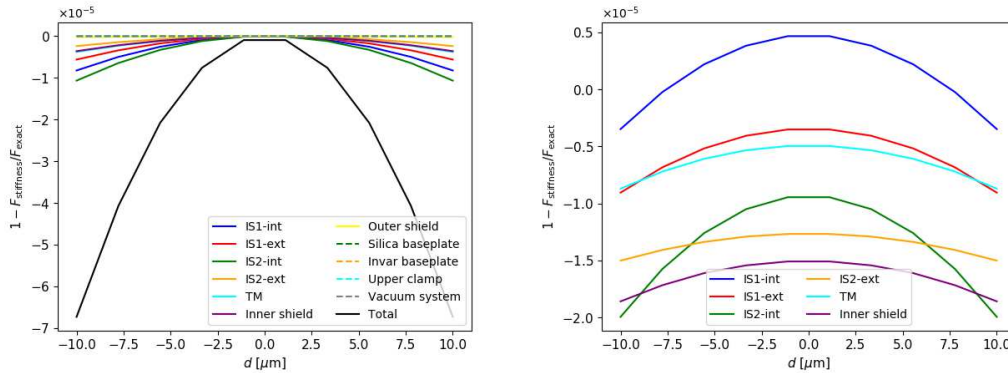 ×10⁻⁵
0
−1
−2
−3
−4
−5
−6
−7
1 − F_stiffness/F_exact
IS1-int
IS1-ext
IS2-int
IS2-ext
TM
Inner shield
Outer shield
Silica baseplate
Invar baseplate
Upper clamp
Vacuum system
Total
−10.0 −7.5 −5.0 −2.5 0.0 2.5 5.0 7.5 10.0
d [μm]
×10⁻⁵
0.5
0.0
−0.5
−1.0
−1.5
−2.0
1 − F_stiffness/F_exact
IS1-int
IS1-ext
IS2-int
IS2-ext
TM
Inner shield
−10.0 −7.5 −5.0 −2.5 0.0 2.5 5.0 7.5 10.0
d [μm]